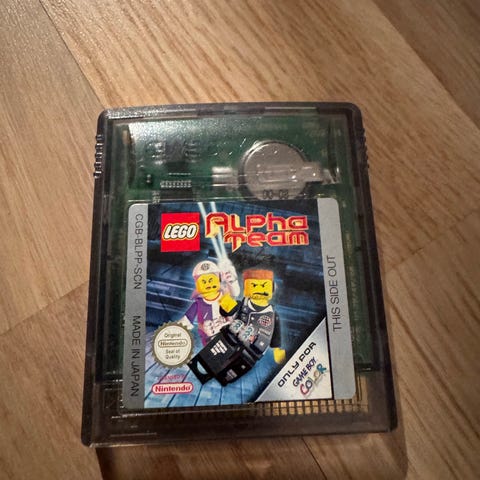 LEGO
Alpha
Team
CGB-BLPP-SCN
MADE IN JAPAN
THIS SIDE OUT
Original
Nintendo
Seal of
Quality
Nintendo
ONLY FOR
GAME BOY
COLOR